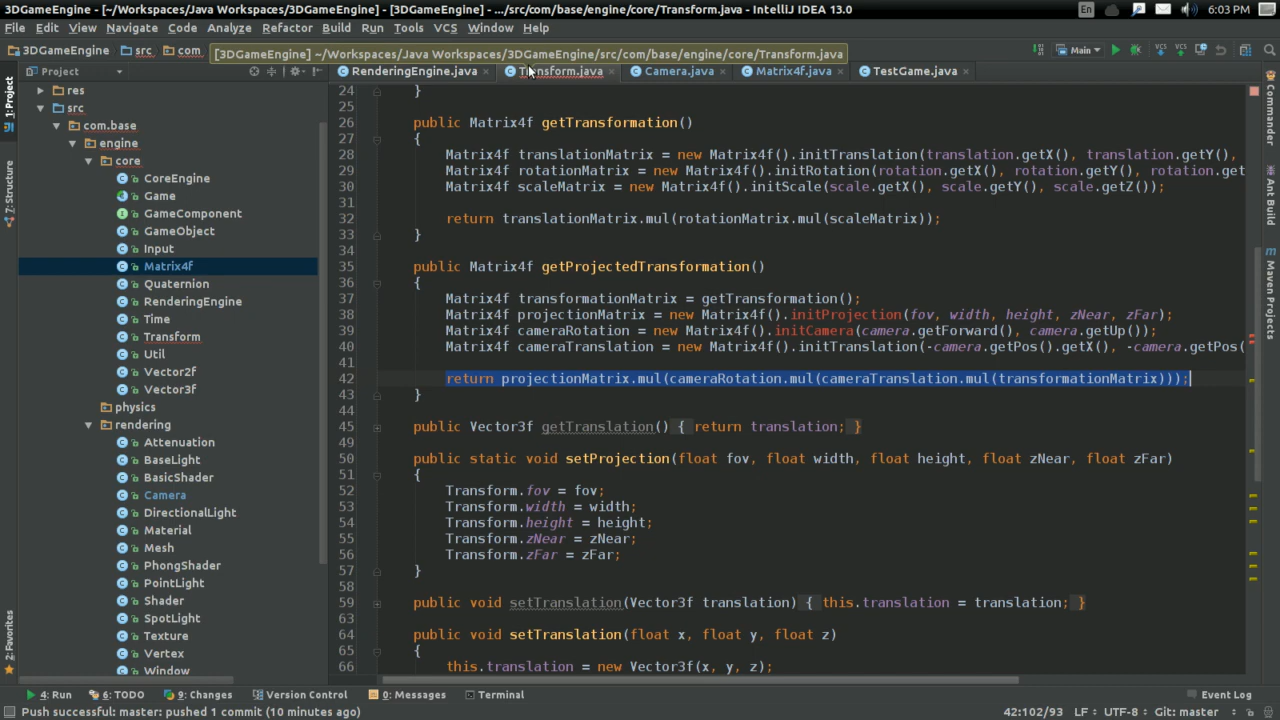 3DGameEngine - [~/Workspaces/Java Workspaces/3DGameEngine] - [3DGameEngine] - .../src/com/base/engine/core/Transform.java - IntelliJ IDEA 13.0
En
6:03 PM
File Edit View Navigate Code Analyze Refactor Build Run Tools VCS Window Help
3DGameEngine src com
[3DGameEngine] ~/Workspaces/Java Workspaces/3DGameEngine/src/com/base/engine/core/Transform.java
Main
Project
RenderingEngine.java Transform.java Camera.java Matrix4f.java TestGame.java
1: Project
7: Structure
2: Favorites
res
src
com.base
engine
core
CoreEngine
Game
GameComponent
GameObject
Input
Matrix4f
Quaternion
RenderingEngine
Time
Transform
Util
Vector2f
Vector3f
physics
rendering
Attenuation
BaseLight
BasicShader
Camera
DirectionalLight
Material
Mesh
PhongShader
PointLight
Shader
SpotLight
Texture
Vertex
Window
24 }
25
26 public Matrix4f getTransformation()
27 {
28 Matrix4f translationMatrix = new Matrix4f().initTranslation(translation.getX(), translation.getY(),
29 Matrix4f rotationMatrix = new Matrix4f().initRotation(rotation.getX(), rotation.getY(), rotation.get
30 Matrix4f scaleMatrix = new Matrix4f().initScale(scale.getX(), scale.getY(), scale.getZ());
31
32 return translationMatrix.mul(rotationMatrix.mul(scaleMatrix));
33 }
34
35 public Matrix4f getProjectedTransformation()
36 {
37 Matrix4f transformationMatrix = getTransformation();
38 Matrix4f projectionMatrix = new Matrix4f().initProjection(fov, width, height, zNear, zFar);
39 Matrix4f cameraRotation = new Matrix4f().initCamera(camera.getForward(), camera.getUp());
40 Matrix4f cameraTranslation = new Matrix4f().initTranslation(-camera.getPos().getX(), -camera.getPos(
41
42 return projectionMatrix.mul(cameraRotation.mul(cameraTranslation.mul(transformationMatrix)));
43 }
44
45 public Vector3f getTranslation() { return translation; }
49
50 public static void setProjection(float fov, float width, float height, float zNear, float zFar)
51 {
52 Transform.fov = fov;
53 Transform.width = width;
54 Transform.height = height;
55 Transform.zNear = zNear;
56 Transform.zFar = zFar;
57 }
58
59 public void setTranslation(Vector3f translation) { this.translation = translation; }
63
64 public void setTranslation(float x, float y, float z)
65 {
66 this.translation = new Vector3f(x, y, z);
Commander
Ant Build
Maven Projects
4: Run 6: TODO 9: Changes Version Control 0: Messages Terminal Event Log
Push successful: master: pushed 1 commit (10 minutes ago) 42:102/93 LF UTF-8 Git: master